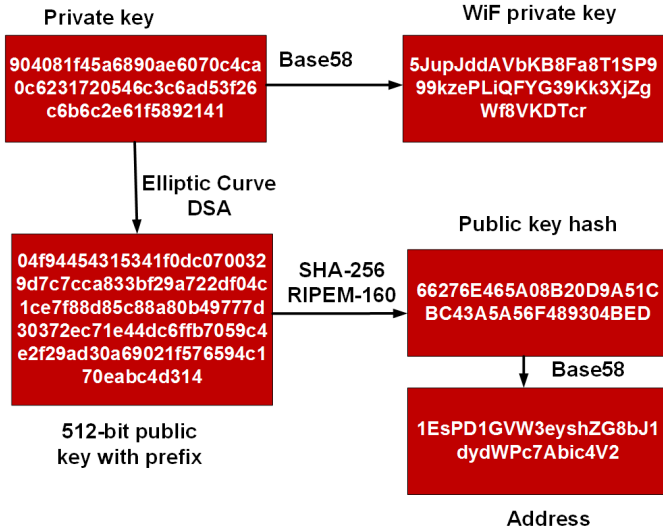 Private key
WiF private key
904081f45a6890ae6070c4ca
0c6231720546c3c6ad53f26
c6b6c2e61f5892141
Base58
5JupJddAVbKB8Fa8T1SP9
99kzePLiQFYG39Kk3XjZg
Wf8VKDTcr
Elliptic Curve
DSA
Public key hash
04f94454315341f0dc070032
9d7c7cca833bf29a722df04c
1ce7f88d85c88a80b49777d
30372ec71e44dc6ffb7059c4
e2f29ad30a69021f576594c1
70eabc4d314
SHA-256
RIPEM-160
66276E465A08B20D9A51C
BC43A5A56F489304BED
Base58
1EsPD1GVW3eyshZG8bJ1
dydWPc7Abic4V2
512-bit public
key with prefix
Address